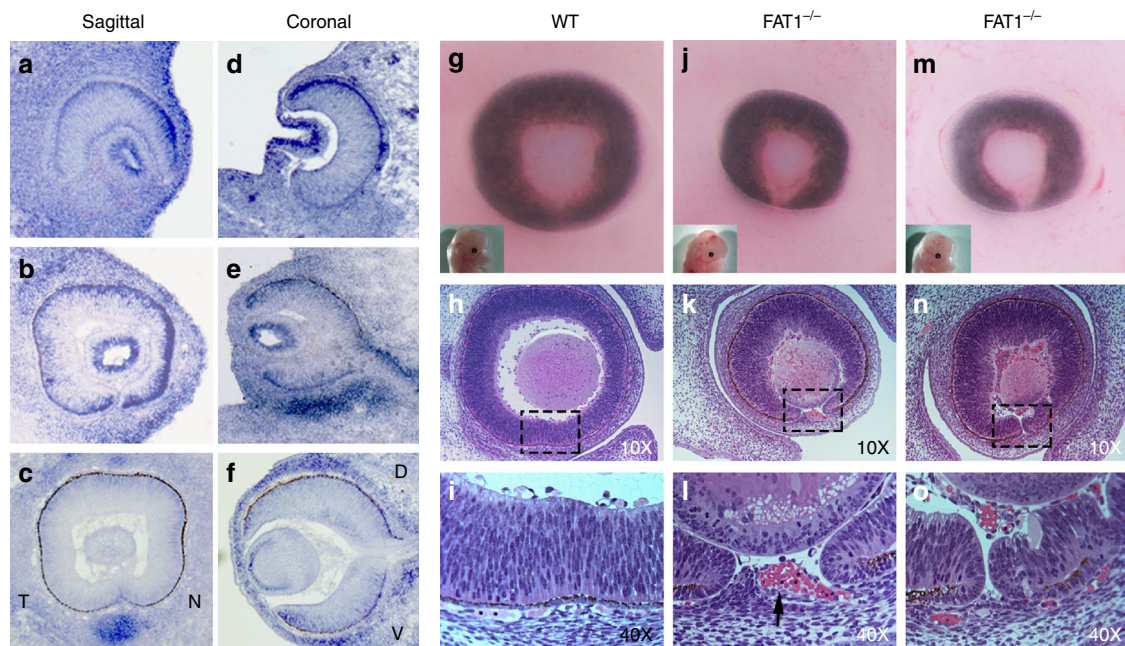 Sagittal Coronal WT FAT1–/– FAT1–/–
a d g j m
b e h k n
10X 10X 10X
c f D i l o
T N V 40X 40X 40X